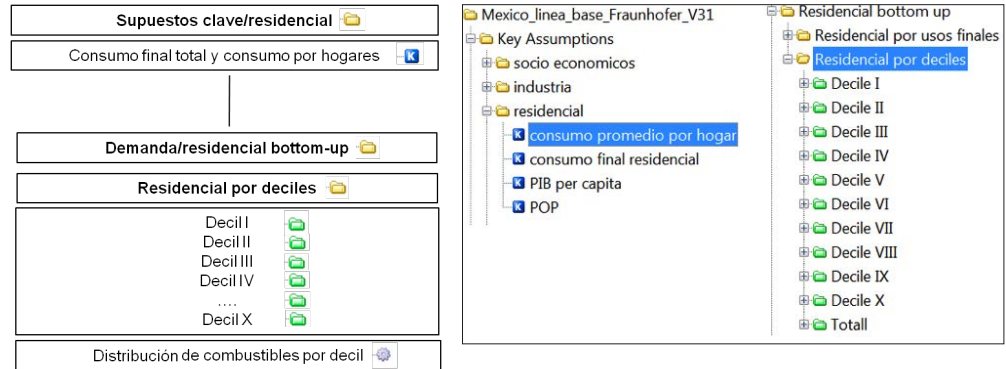 Supuestos clave/residencial
Consumo final total y consumo por hogares
K
Demanda/residencial bottom-up
Residencial por deciles
Decil I
Decil II
Decil III
Decil IV
....
Decil X
Distribución de combustibles por decil
Mexico_linea_base_Fraunhofer_V31
Key Assumptions
socio economicos
industria
residencial
K consumo promedio por hogar
K consumo final residencial
K PIB per capita
K POP
Residencial bottom up
Residencial por usos finales
Residencial por deciles
Decile I
Decile II
Decile III
Decile IV
Decile V
Decile VI
Decile VII
Decile VIII
Decile IX
Decile X
Totall